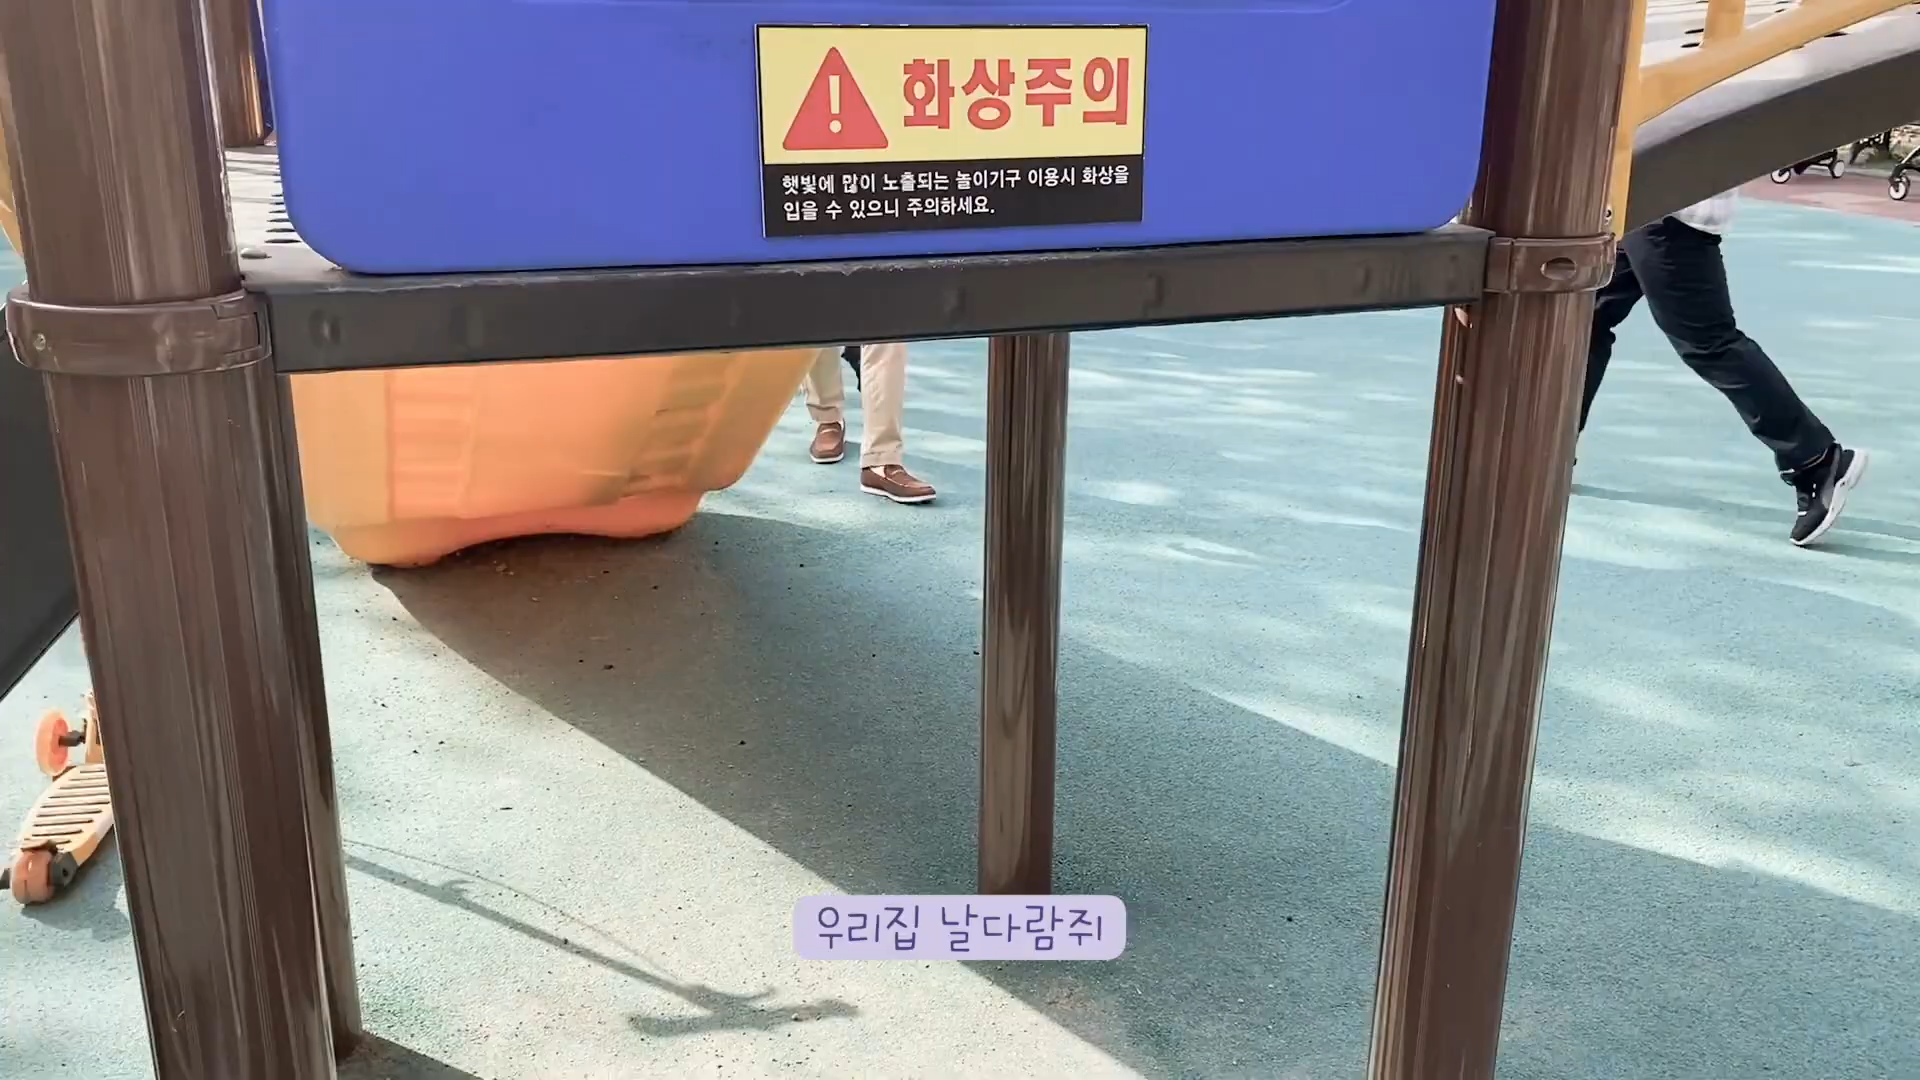 화상주의
햇빛에 많이 노출되는 놀이기구 이용시 화상을
입을 수 있으니 주의하세요.
우리집 날다람쥐